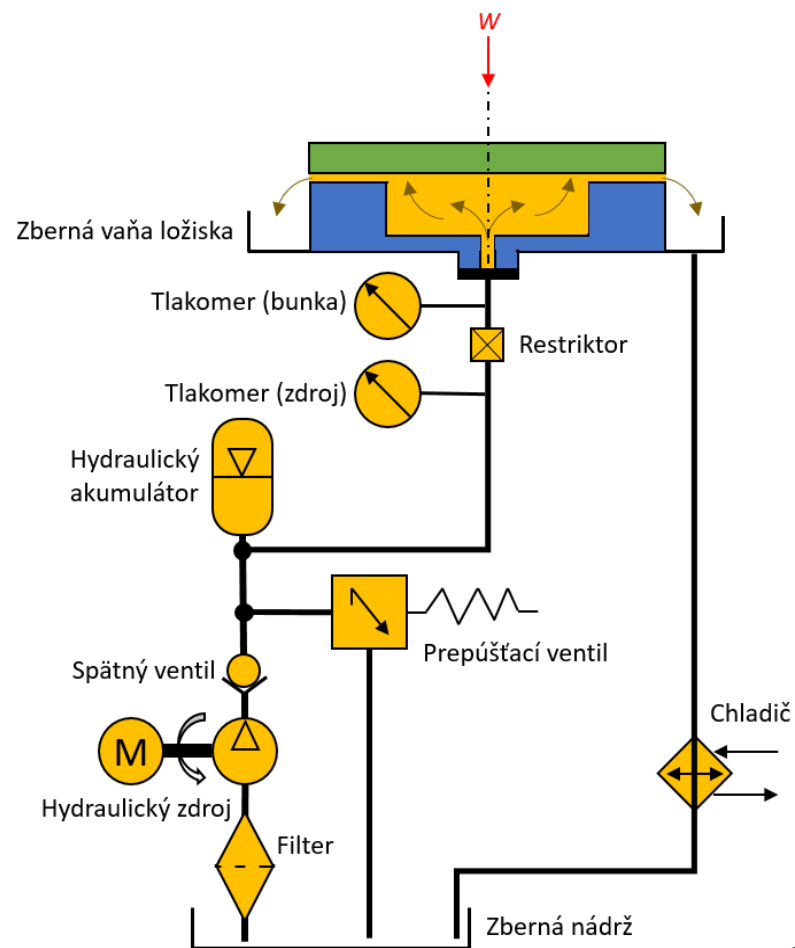 W
Zberná vaňa ložiska
Tlakomer (bunka)
Reštriktor
Tlakomer (zdroj)
Hydraulický
akumulátor
Prepúšťací ventil
Spätný ventil
Chladič
M
Hydraulický zdroj
Filter
Zberná nádrž